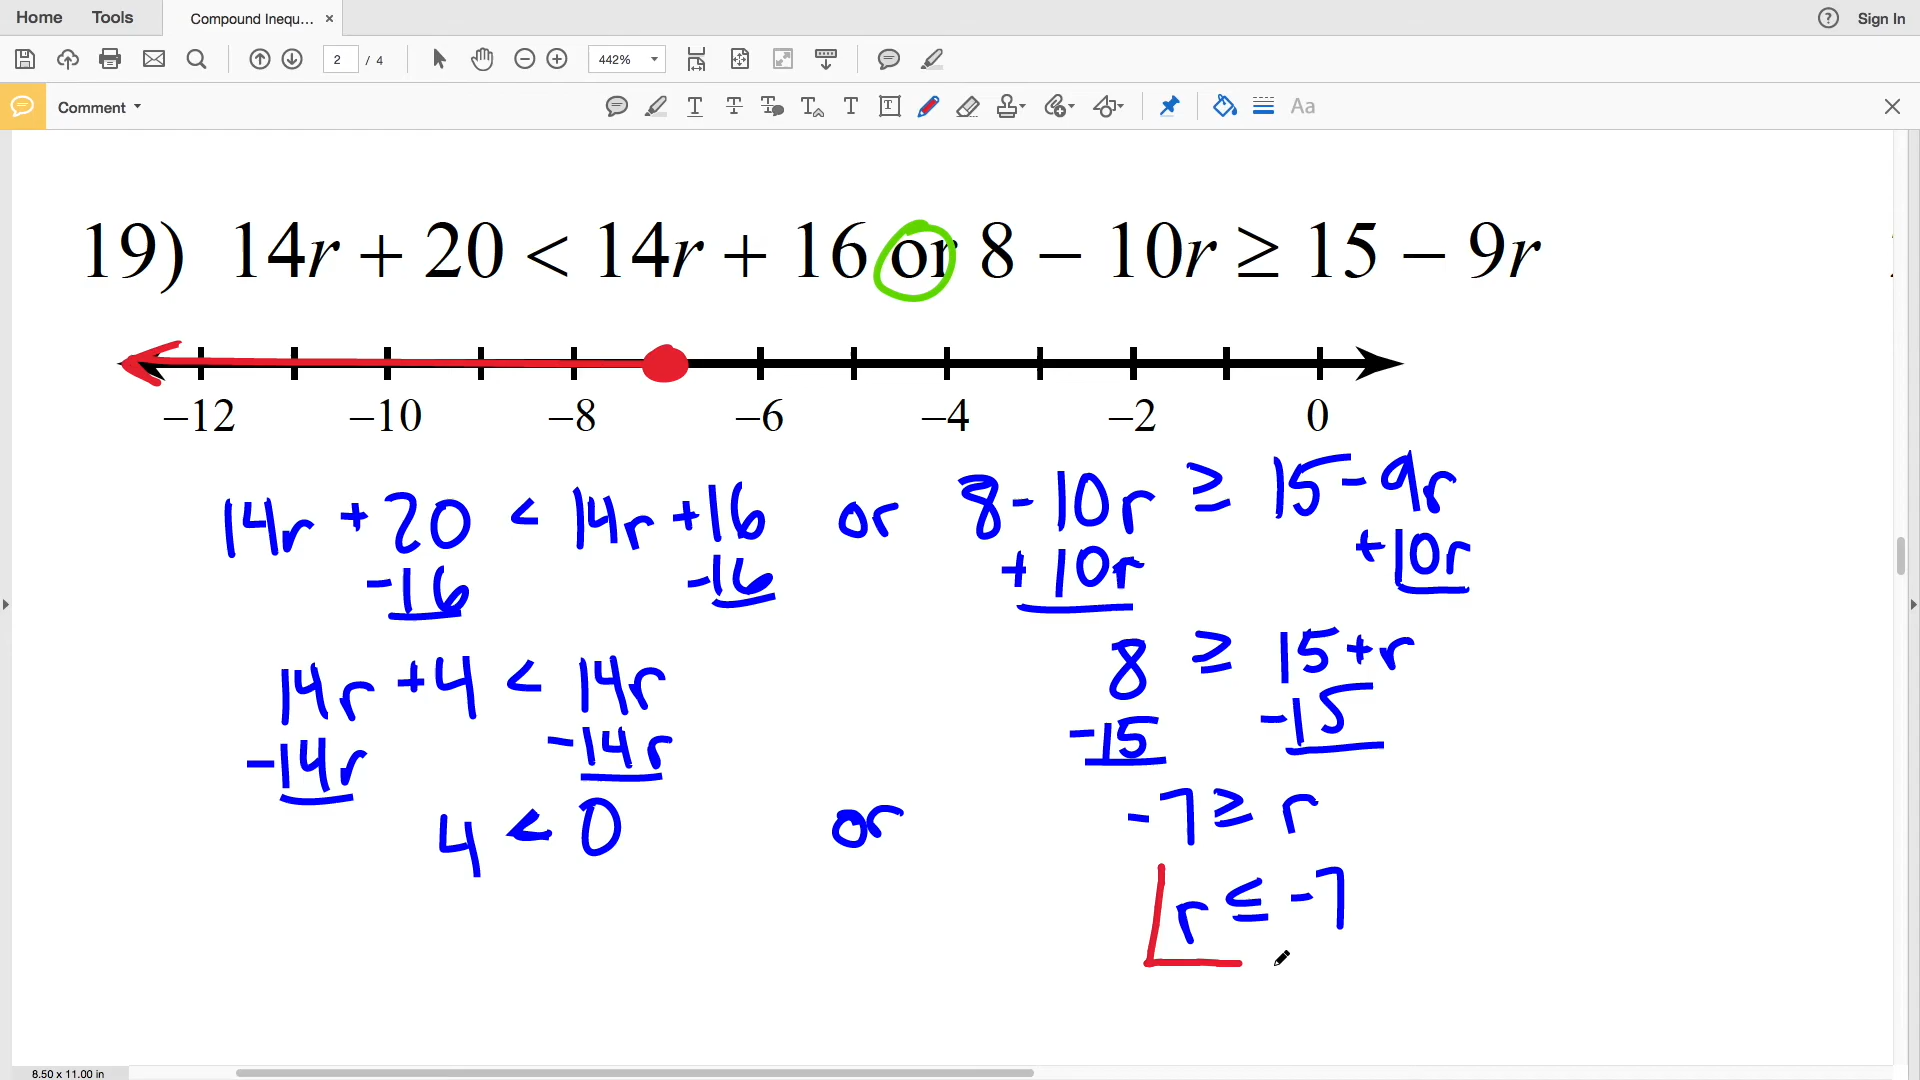 Home Tools Compound Inequ... × ? Sign In
2 / 4 442%
Comment T T T T T T Aa
19) 14r + 20 < 14r + 16 or 8 − 10r ≥ 15 − 9r
−12 −10 −8 −6 −4 −2 0
14r + 20 < 14r + 16 or 8 - 10r ≥ 15 - 9r
-16 -16 + 10r + 10r
14r + 4 < 14r 8 ≥ 15 + r
-14r -14r -15 -15
4 < 0 or -7 ≥ r
r ≤ -7
8.50 x 11.00 in